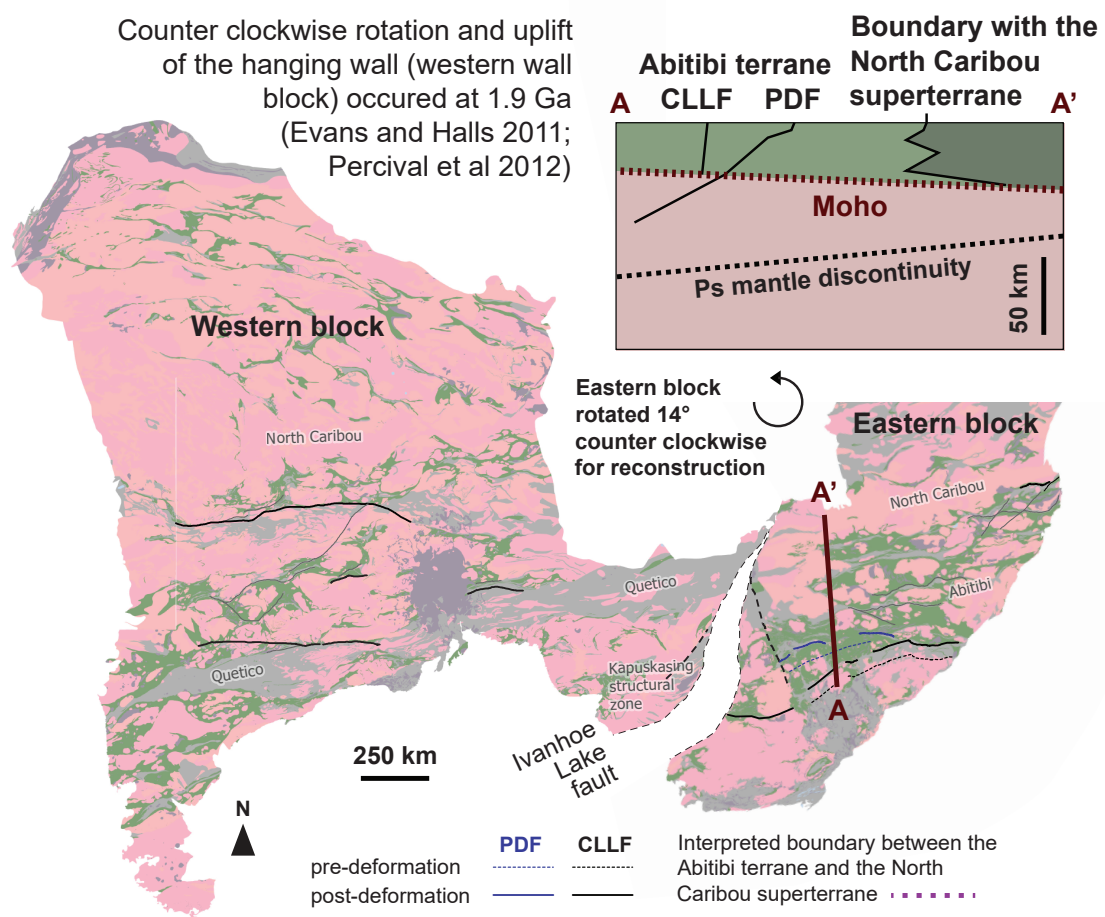 Counter clockwise rotation and uplift
of the hanging wall (western wall
block) occured at 1.9 Ga
(Evans and Halls 2011;
Percival et al 2012)
Boundary with the
North Caribou
superterrane
Abitibi terrane
CLLF
PDF
A
A'
Moho
Ps mantle discontinuity
50 km
Western block
Eastern block
rotated 14°
counter clockwise
for reconstruction
Eastern block
North Caribou
North Caribou
A'
Quetico
Abitibi
Quetico
Kapuskasing
structural
zone
A
Ivanhoe
Lake
fault
250 km
N
PDF
CLLF
pre-deformation
post-deformation
Interpreted boundary between the
Abitibi terrane and the North
Caribou superterrane